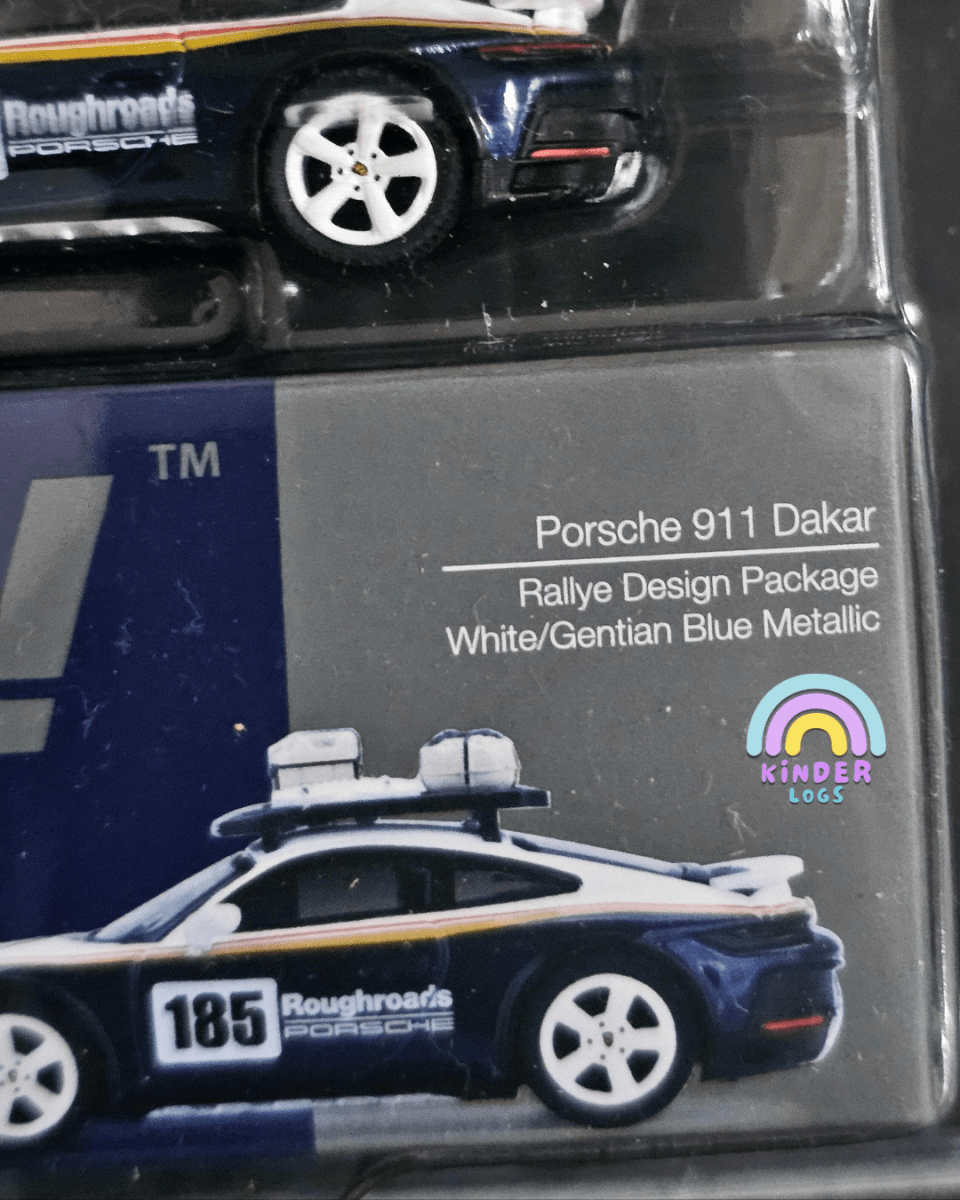 Roughroads
PORSCHE
TM
Porsche 911 Dakar
Rallye Design Package
White/Gentian Blue Metallic
KiNDER
LOGS
185 Roughroads
PORSCHE